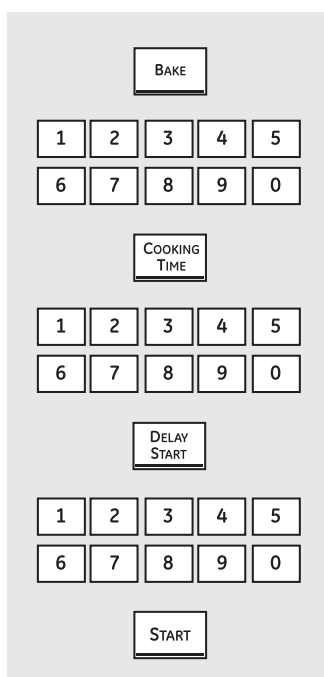 BAKE
1 2 3 4 5
6 7 8 9 0
COOKING
TIME
1 2 3 4 5
6 7 8 9 0
DELAY
START
1 2 3 4 5
6 7 8 9 0
START